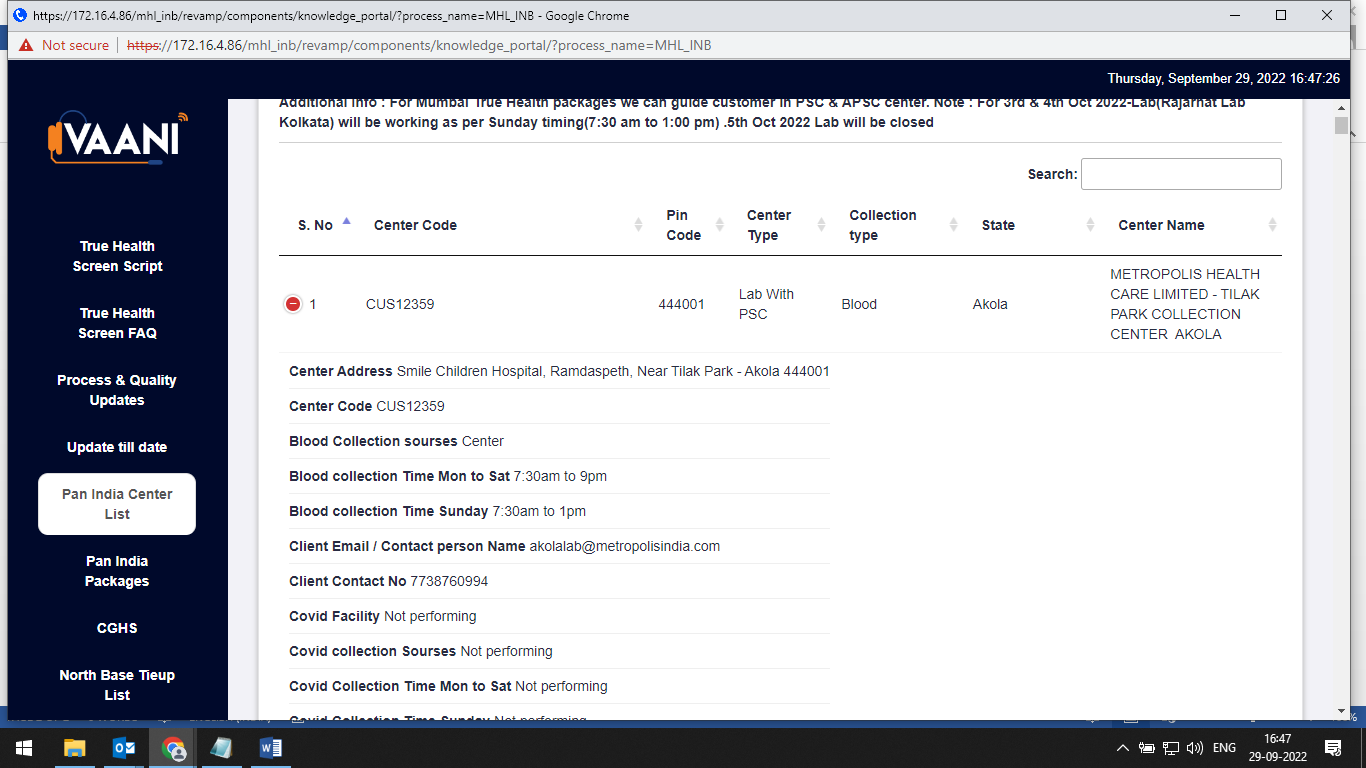 https://172.16.4.86/mhl_inb/revamp/components/knowledge_portal/?process_name=MHL_INB - Google Chrome
Not secure https://172.16.4.86/mhl_inb/revamp/components/knowledge_portal/?process_name=MHL_INB
Thursday, September 29, 2022 16:47:26
VAANI
True Health
Screen Script
True Health
Screen FAQ
Process & Quality
Updates
Update till date
Pan India Center
List
Pan India
Packages
CGHS
North Base Tieup
List
Additional info : For Mumbai True Health packages we can guide customer in PSC & APSC center. Note : For 3rd & 4th Oct 2022-Lab(Rajarhat Lab
Kolkata) will be working as per Sunday timing(7:30 am to 1:00 pm) .5th Oct 2022 Lab will be closed
Search:
S. No Center Code Pin Code Center Type Collection type State Center Name
1 CUS12359 444001 Lab With PSC Blood Akola METROPOLIS HEALTH
CARE LIMITED - TILAK
PARK COLLECTION
CENTER AKOLA
Center Address Smile Children Hospital, Ramdaspeth, Near Tilak Park - Akola 444001
Center Code CUS12359
Blood Collection sourses Center
Blood collection Time Mon to Sat 7:30am to 9pm
Blood collection Time Sunday 7:30am to 1pm
Client Email / Contact person Name akolalab@metropolisindia.com
Client Contact No 7738760994
Covid Facility Not performing
Covid collection Sourses Not performing
Covid Collection Time Mon to Sat Not performing
Covid Collection Time Sunday Not performing
ENG
16:47
29-09-2022